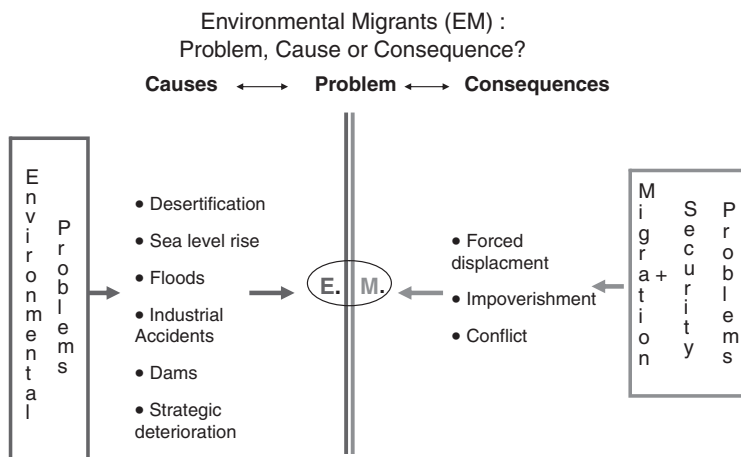 Environmental Migrants (EM) :
Problem, Cause or Consequence?
Causes Problem Consequences
Environmental
Problems
• Desertification
• Sea level rise
• Floods
• Industrial
Accidents
• Dams
• Strategic
deterioration
E. M.
• Forced
displacment
• Impoverishment
• Conflict
Migration
+
Security
Problems